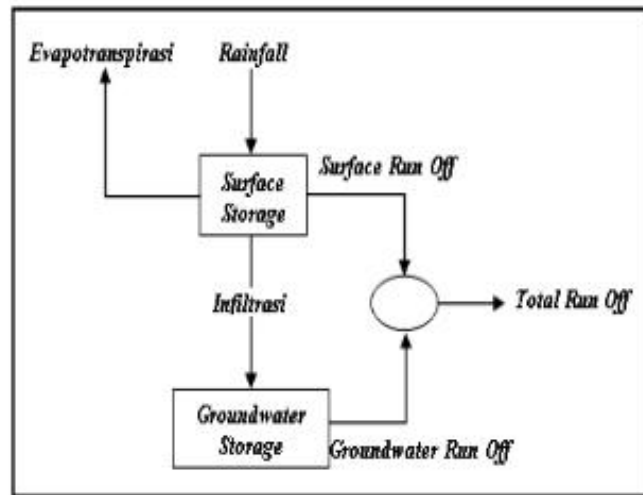 Evapotranspirasi
Rainfall
Surface Run Off
Surface
Storage
Infiltrasi
Total Run Off
Groundwater
Storage
Groundwater Run Off